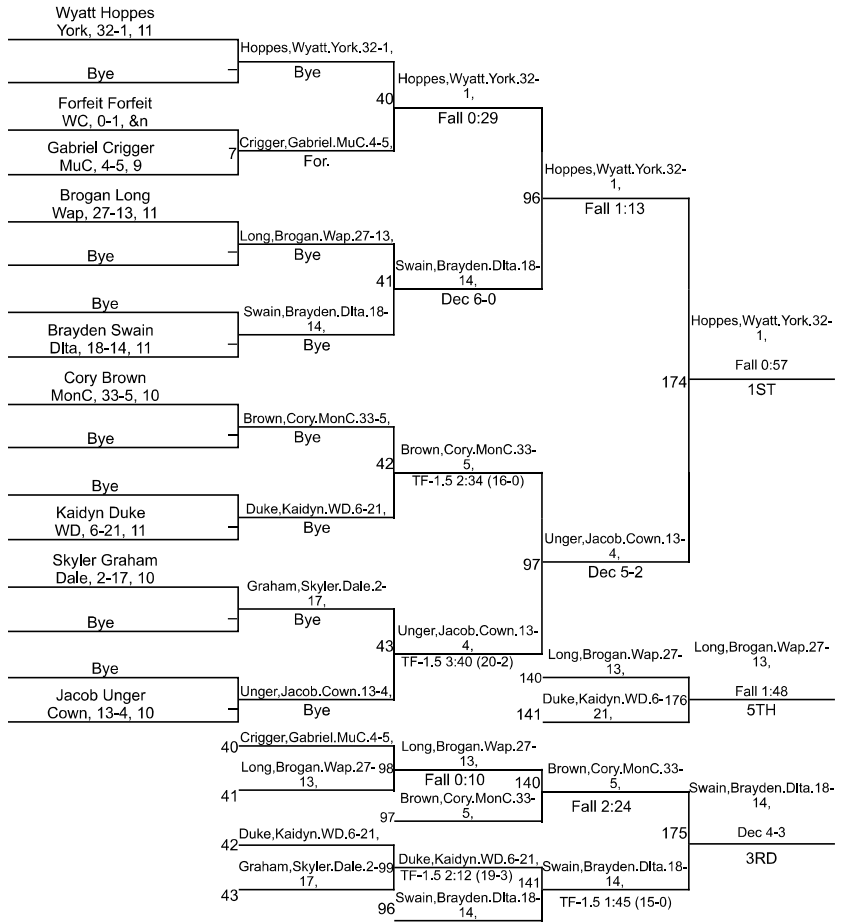 Wyatt Hoppes
York, 32-1, 11
Hoppes,Wyatt.York.32-1,
Bye
Bye
Hoppes,Wyatt.York.32-
1,
40
Fall 0:29
Forfeit Forfeit
WC, 0-1, &n
Crigger,Gabriel.MuC.4-5,
7
For.
Gabriel Crigger
MuC, 4-5, 9
Hoppes,Wyatt.York.32-
1,
96
Fall 1:13
Brogan Long
Wap, 27-13, 11
Long,Brogan.Wap.27-13,
Bye
Bye
Swain,Brayden.Dlta.18-
14,
41
Dec 6-0
Bye
Swain,Brayden.Dlta.18-
14,
Bye
Brayden Swain
Dlta, 18-14, 11
Hoppes,Wyatt.York.32-
1,
Fall 0:57
174
1ST
Cory Brown
MonC, 33-5, 10
Brown,Cory.MonC.33-5,
Bye
Bye
Brown,Cory.MonC.33-
5,
42
TF-1.5 2:34 (16-0)
Bye
Kaidyn Duke
WD, 6-21, 11
Duke,Kaidyn.WD.6-21,
Bye
Unger,Jacob.Cown.13-
4,
97
Dec 5-2
Skyler Graham
Dale, 2-17, 10
Graham,Skyler.Dale.2-
17,
Bye
Bye
Unger,Jacob.Cown.13-
4,
43
TF-1.5 3:40 (20-2)
Bye
Jacob Unger
Cown, 13-4, 10
Unger,Jacob.Cown.13-4,
Bye
Long,Brogan.Wap.27-
13,
140
Duke,Kaidyn.WD.6-
21,
141
176
Long,Brogan.Wap.27-
13,
Fall 1:48
5TH
40
Crigger,Gabriel.MuC.4-5,
Long,Brogan.Wap.27-
13,
41
98
Long,Brogan.Wap.27-
13,
Fall 0:10
Brown,Cory.MonC.33-
5,
97
140
Brown,Cory.MonC.33-
5,
Fall 2:24
42
Duke,Kaidyn.WD.6-21,
Graham,Skyler.Dale.2-
17,
43
99
Duke,Kaidyn.WD.6-21,
TF-1.5 2:12 (19-3)
Swain,Brayden.Dlta.18-
14,
96
141
Swain,Brayden.Dlta.18-
14,
TF-1.5 1:45 (15-0)
175
Swain,Brayden.Dlta.18-
14,
Dec 4-3
3RD